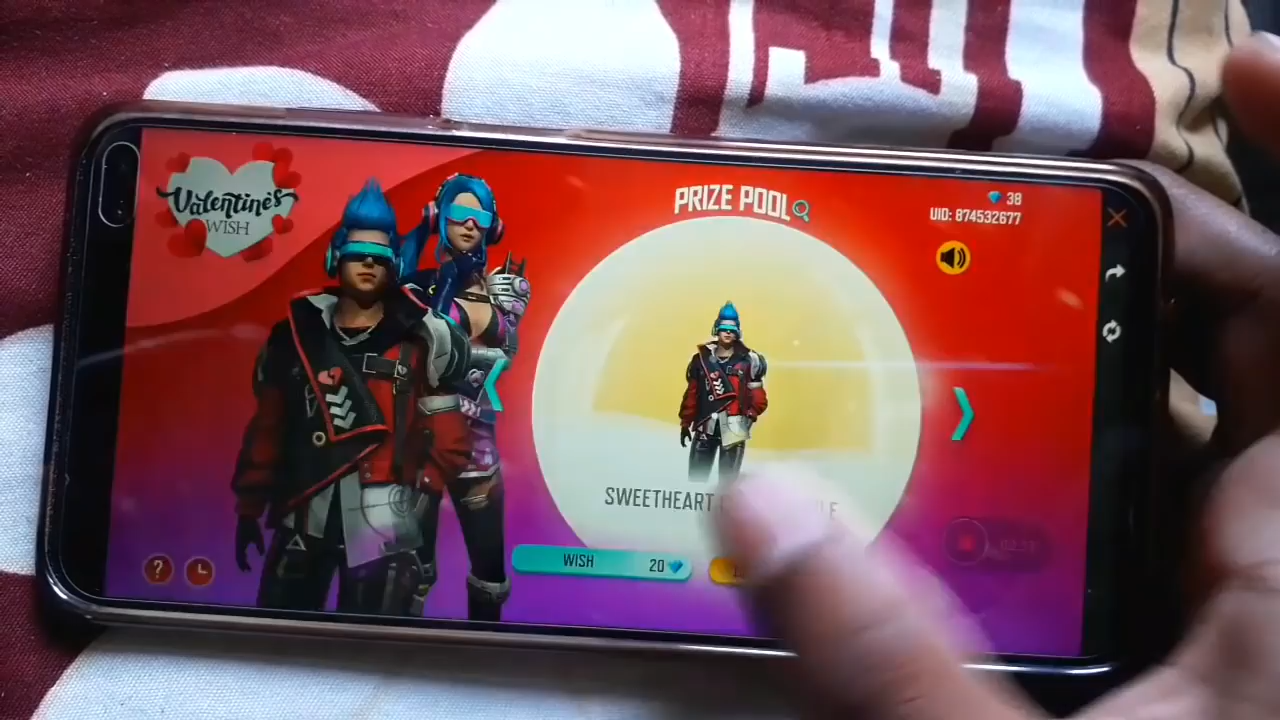 Valentine's
WISH
PRIZE POOL
38
UID: 874532677
SWEETHEART
WISH 20
?